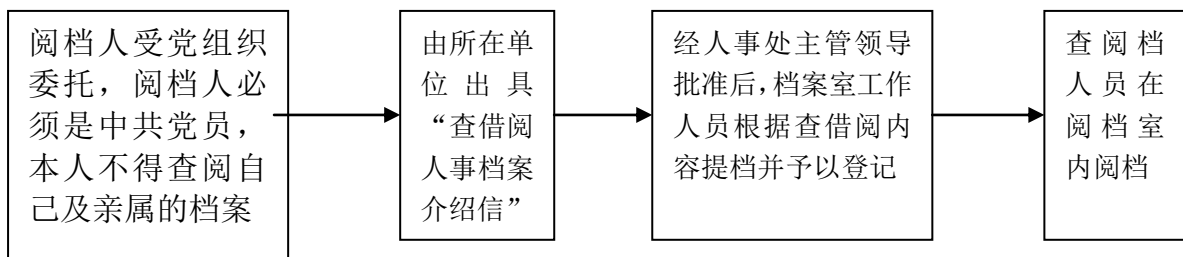 阅档人受党组织
委托，阅档人必
须是中共党员，
本人不得查阅自
己及亲属的档案
由所在单
位出具
“查借阅
人事档案
介绍信”
经人事处主管领导
批准后，档案室工作
人员根据查借阅内
容提档并予以登记
查阅档
人员在
阅档室
内阅档